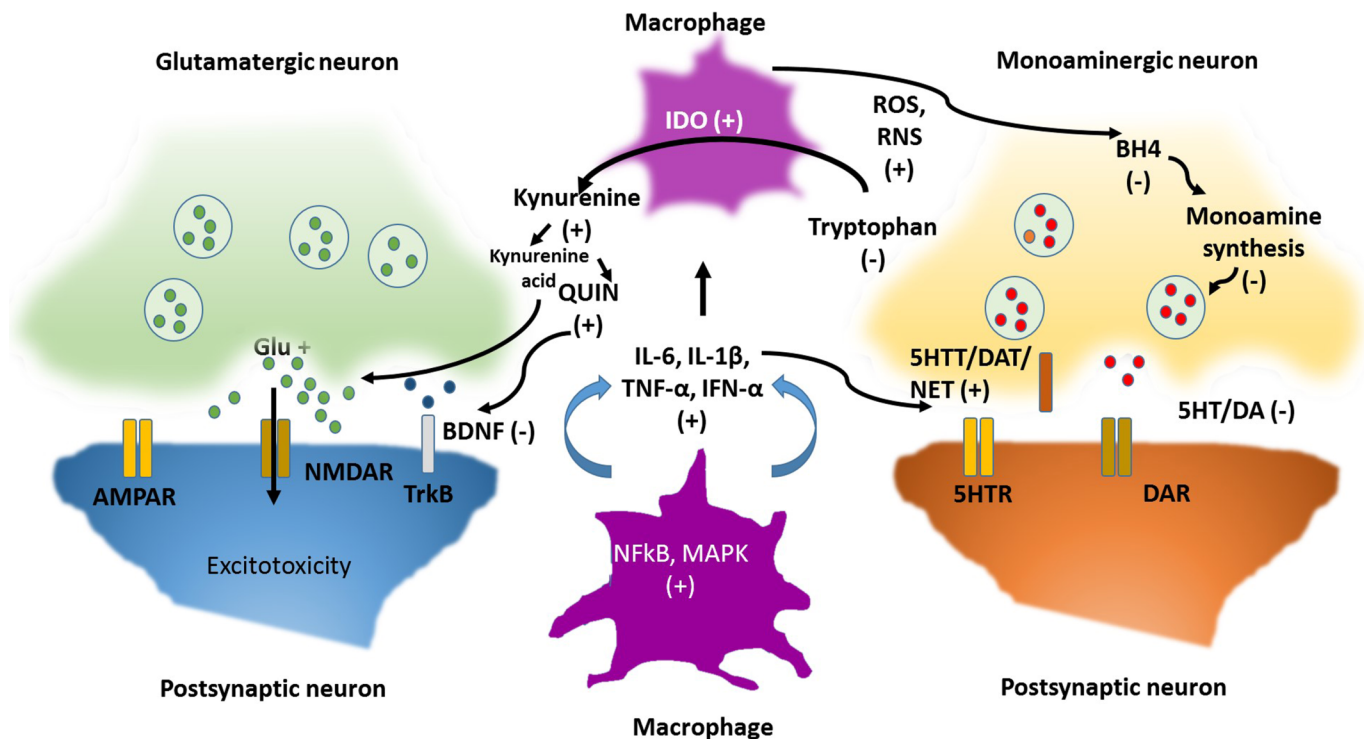 Macrophage
Glutamatergic neuron
Monoaminergic neuron
IDO (+)
ROS,
RNS
(+)
BH4
(-)
Kynurenine
(+)
Tryptophan
(-)
Monoamine
synthesis
(-)
Kynurenine
acid
QUIN
(+)
Glu +
IL-6, IL-1β,
TNF-α, IFN-α
(+)
5HTT/DAT/
NET (+)
5HT/DA (-)
BDNF (-)
AMPAR
NMDAR
TrkB
5HTR
DAR
Excitotoxicity
NFkB, MAPK
(+)
Postsynaptic neuron
Postsynaptic neuron
Macrophage